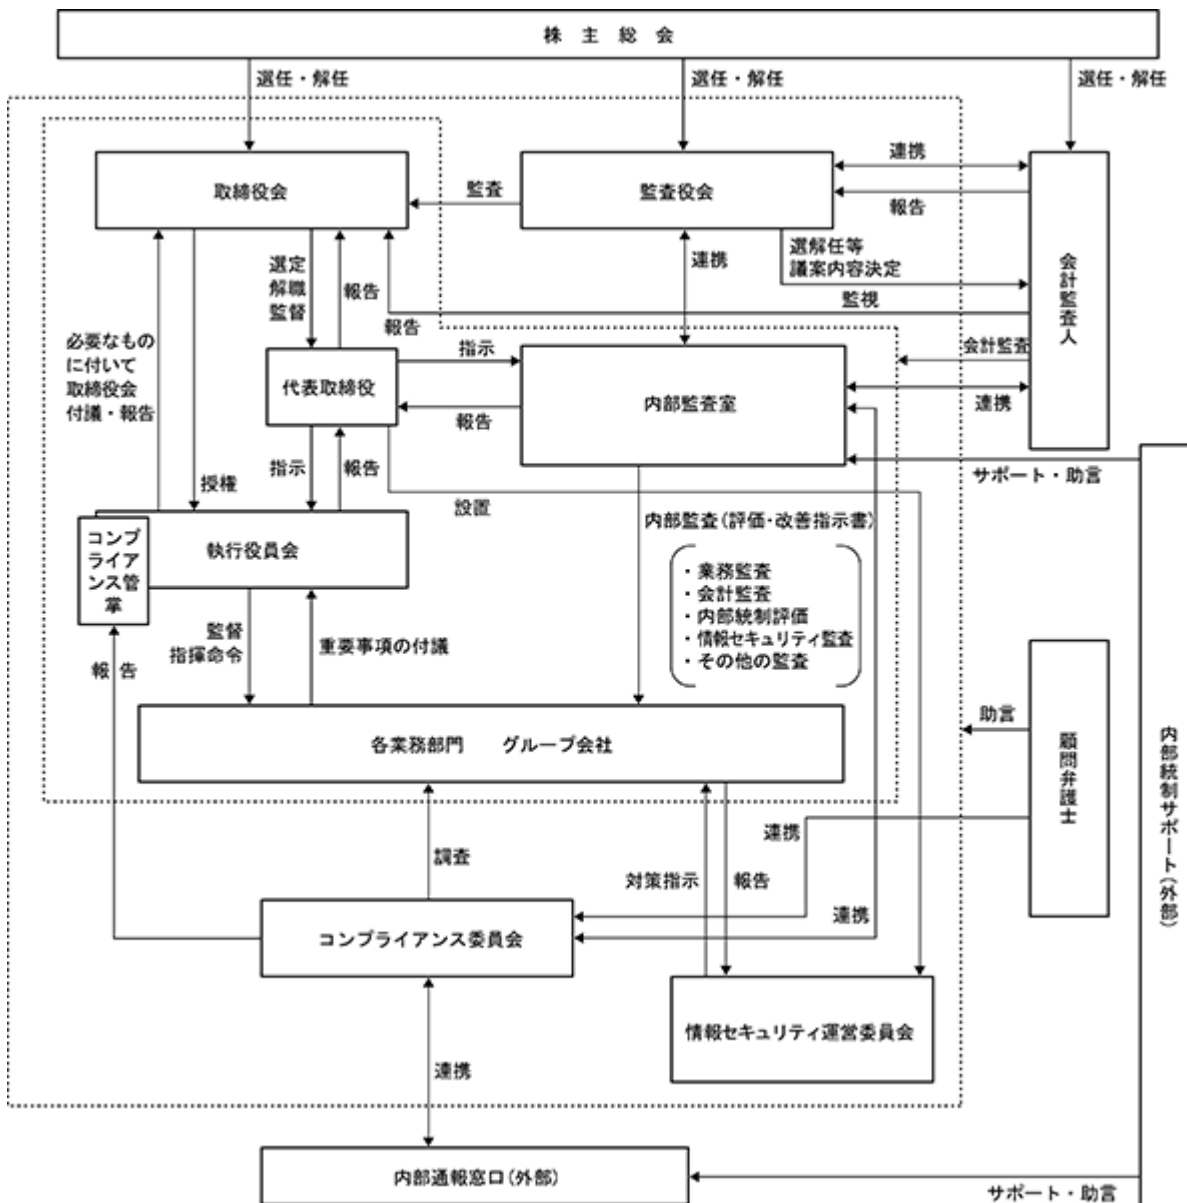 株主総会
選任・解任
選任・解任
選任・解任
取締役会
監査
監査役会
連携
報告
会計監査人
選解任等
議案内容決定
監視
報告
連携
選定
解職
監督
報告
必要なもの
に付いて
取締役会
付議・報告
代表取締役
指示
報告
内部監査室
会計監査
連携
サポート・助言
指示
報告
授権
設置
コンプ
ライア
ンス管
掌
執行役員会
内部監査(評価・改善指示書)
・業務監査
・会計監査
・内部統制評価
・情報セキュリティ監査
・その他の監査
監督
指揮命令
重要事項の付議
報告
各業務部門 グループ会社
助言
顧問弁護士
内部統制サポート(外部)
連携
調査
対策指示
報告
連携
コンプライアンス委員会
情報セキュリティ運営委員会
連携
内部通報窓口(外部)
サポート・助言